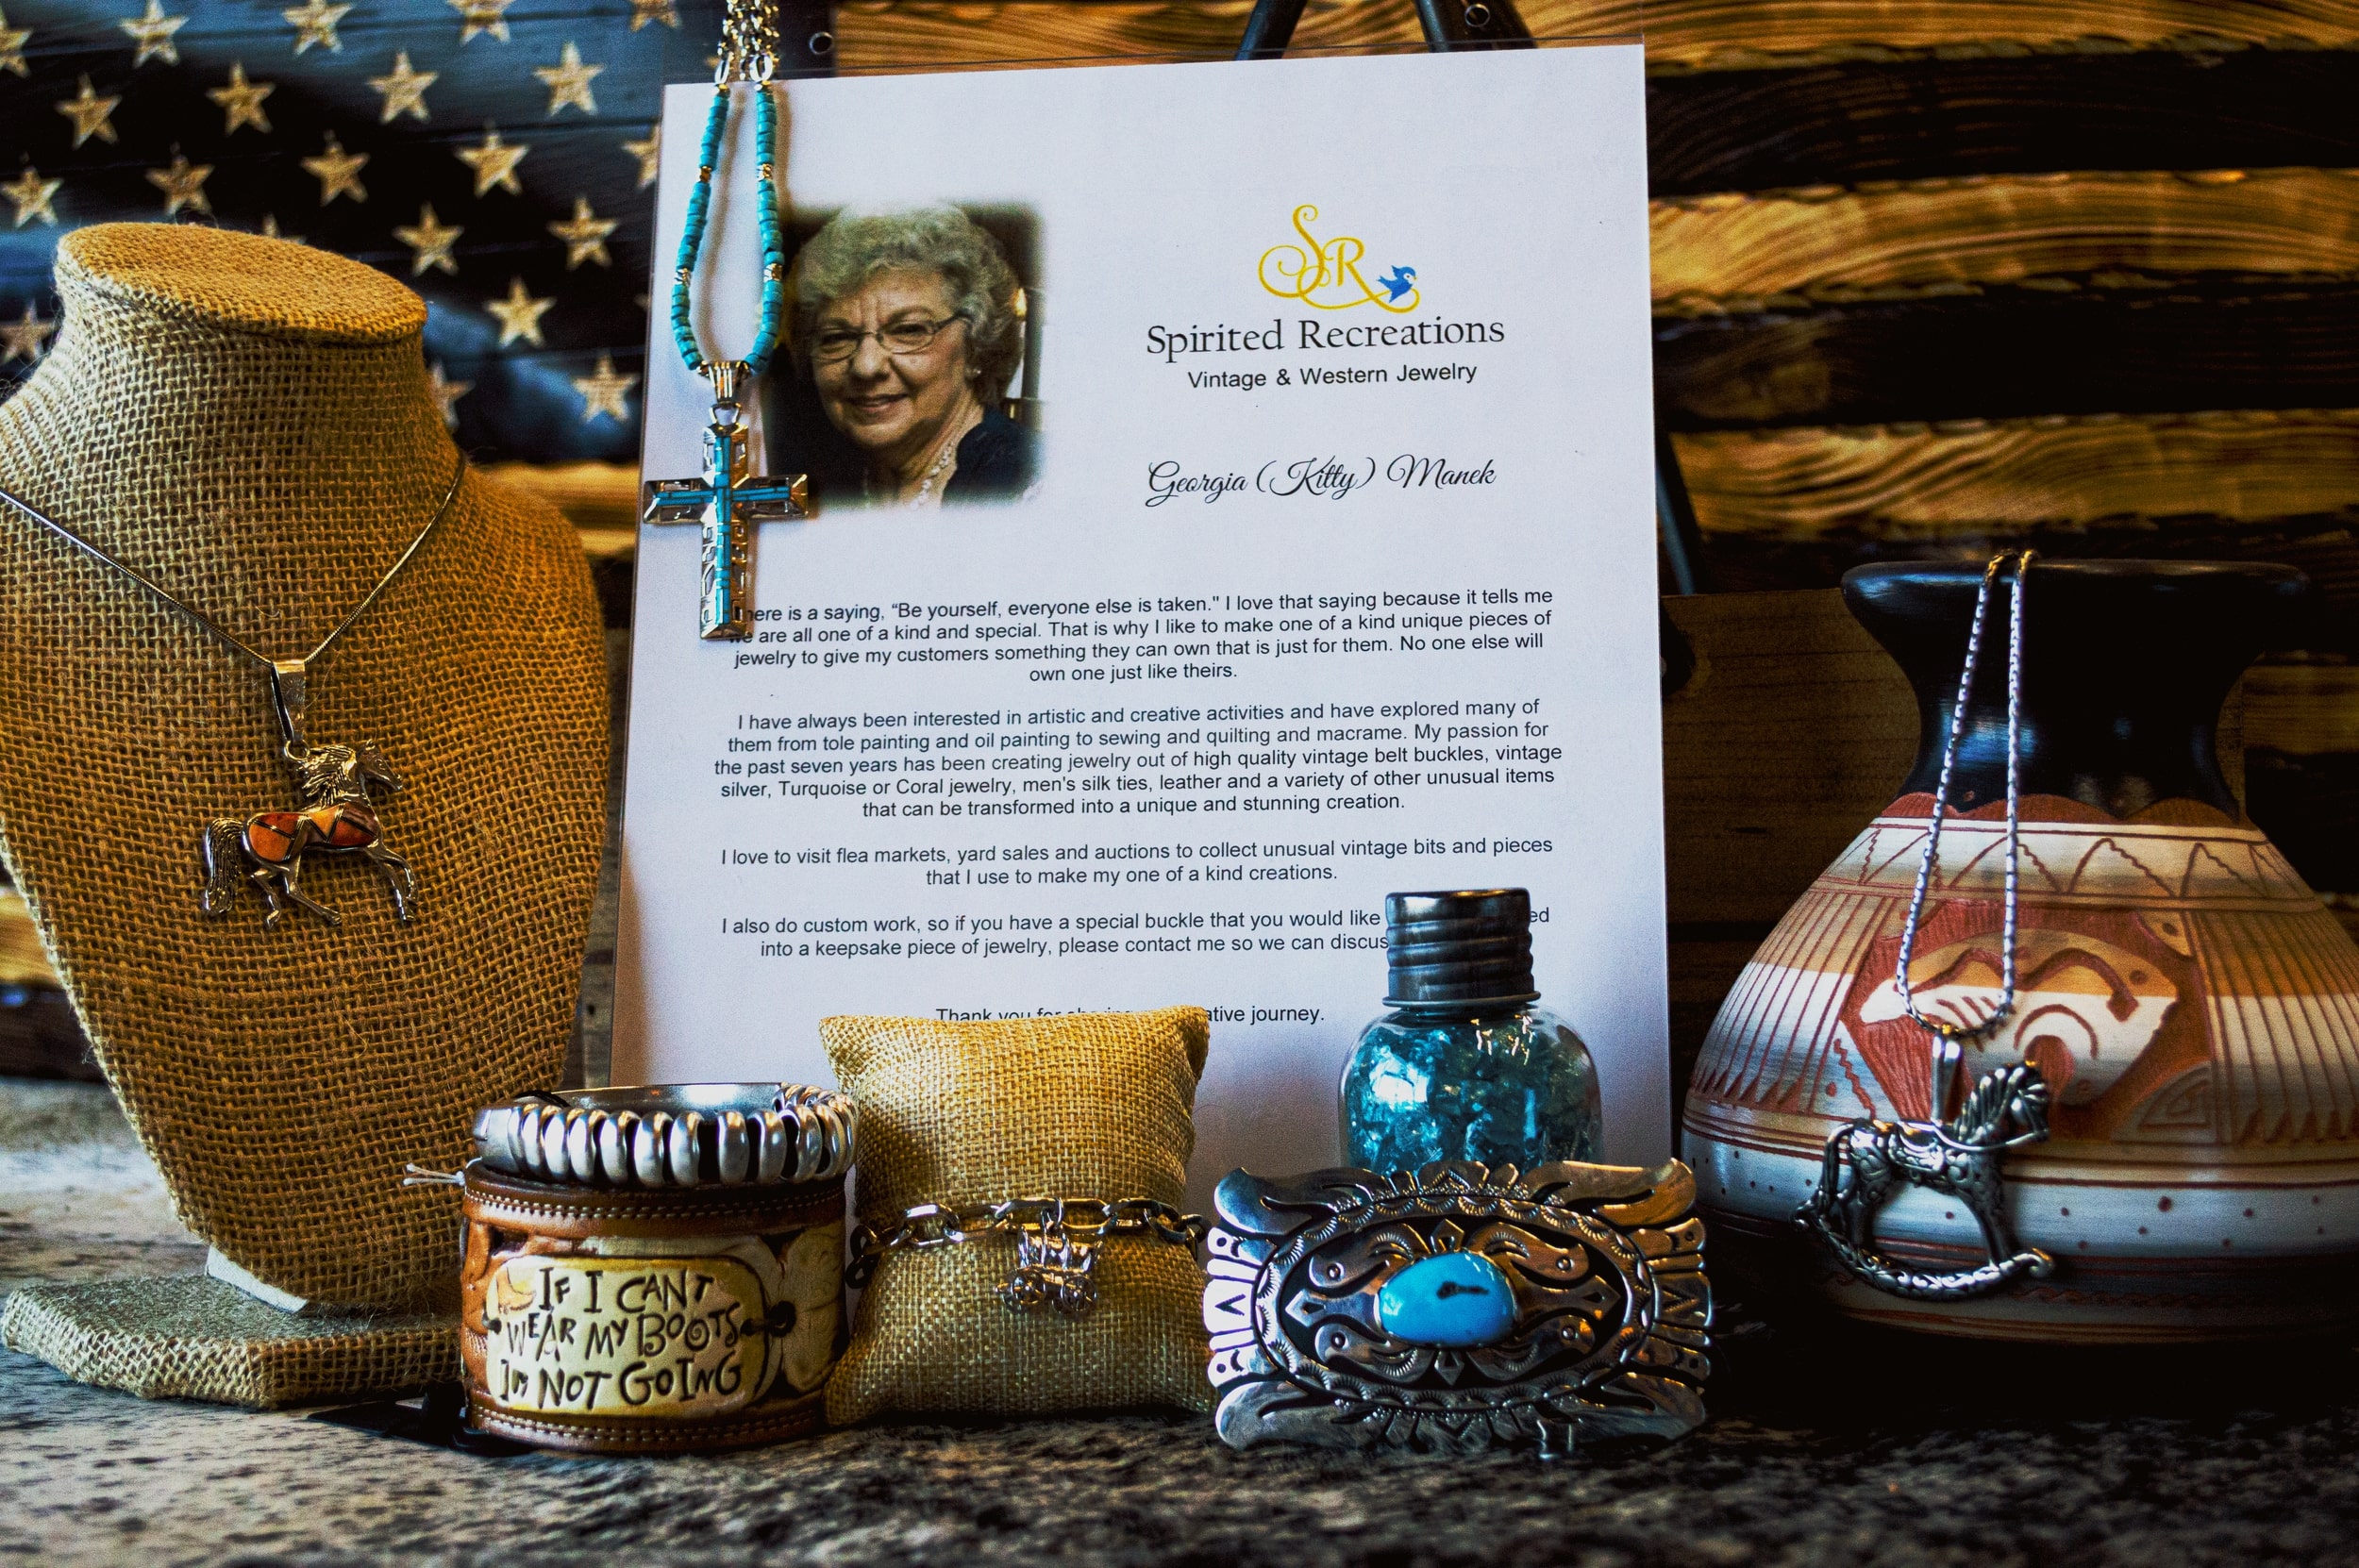 SR
Spirited Recreations
Vintage & Western Jewelry
Georgia (Kitty) Manek
here is a saying, “Be yourself, everyone else is taken." I love that saying because it tells me
are all one of a kind and special. That is why I like to make one of a kind unique pieces of
jewelry to give my customers something they can own that is just for them. No one else will
own one just like theirs.
I have always been interested in artistic and creative activities and have explored many of
them from tole painting and oil painting to sewing and quilting and macrame. My passion for
the past seven years has been creating jewelry out of high quality vintage belt buckles, vintage
silver, Turquoise or Coral jewelry, men's silk ties, leather and a variety of other unusual items
that can be transformed into a unique and stunning creation.
I love to visit flea markets, yard sales and auctions to collect unusual vintage bits and pieces
that I use to make my one of a kind creations.
I also do custom work, so if you have a special buckle that you would like ed
into a keepsake piece of jewelry, please contact me so we can discus
Thank you for ative journey.
IF I CANT
WEAR MY BOOTS
IM NOT GOING